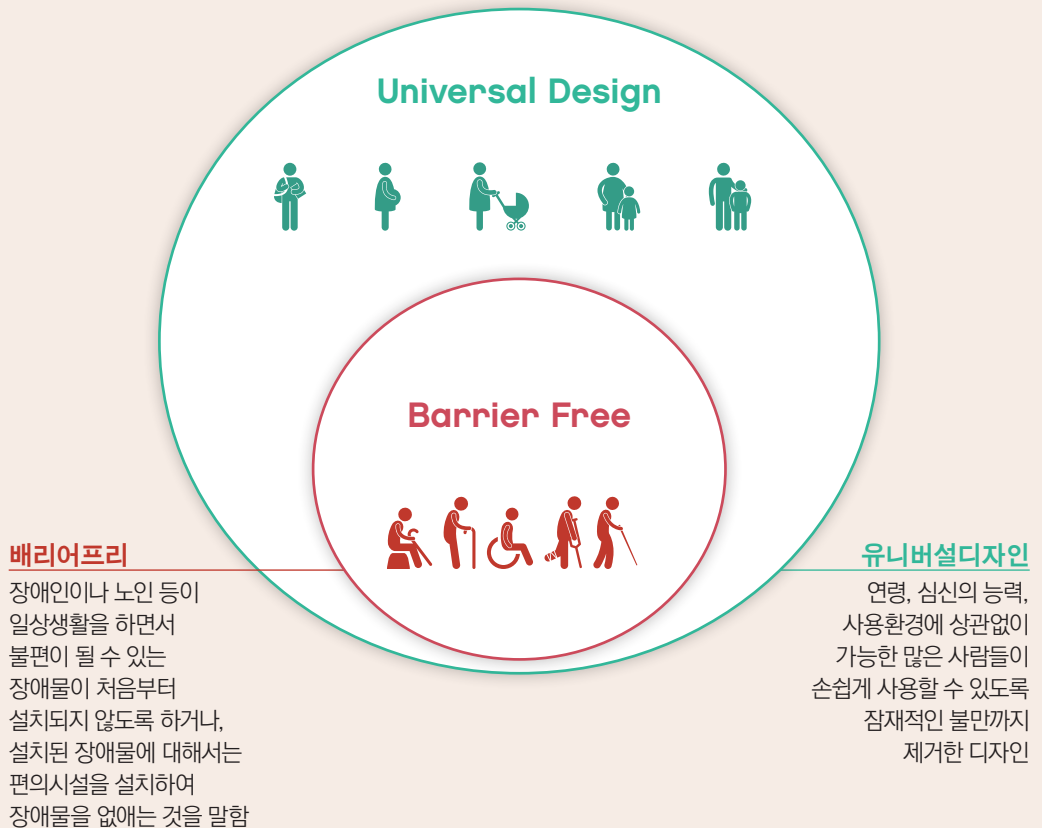 Universal Design
Barrier Free
배리어프리
장애인이나 노인 등이
일상생활을 하면서
불편이 될 수 있는
장애물이 처음부터
설치되지 않도록 하거나,
설치된 장애물에 대해서는
편의시설을 설치하여
장애물을 없애는 것을 말함
유니버설디자인
연령, 심신의 능력,
사용환경에 상관없이
가능한 많은 사람들이
손쉽게 사용할 수 있도록
잠재적인 불만까지
제거한 디자인